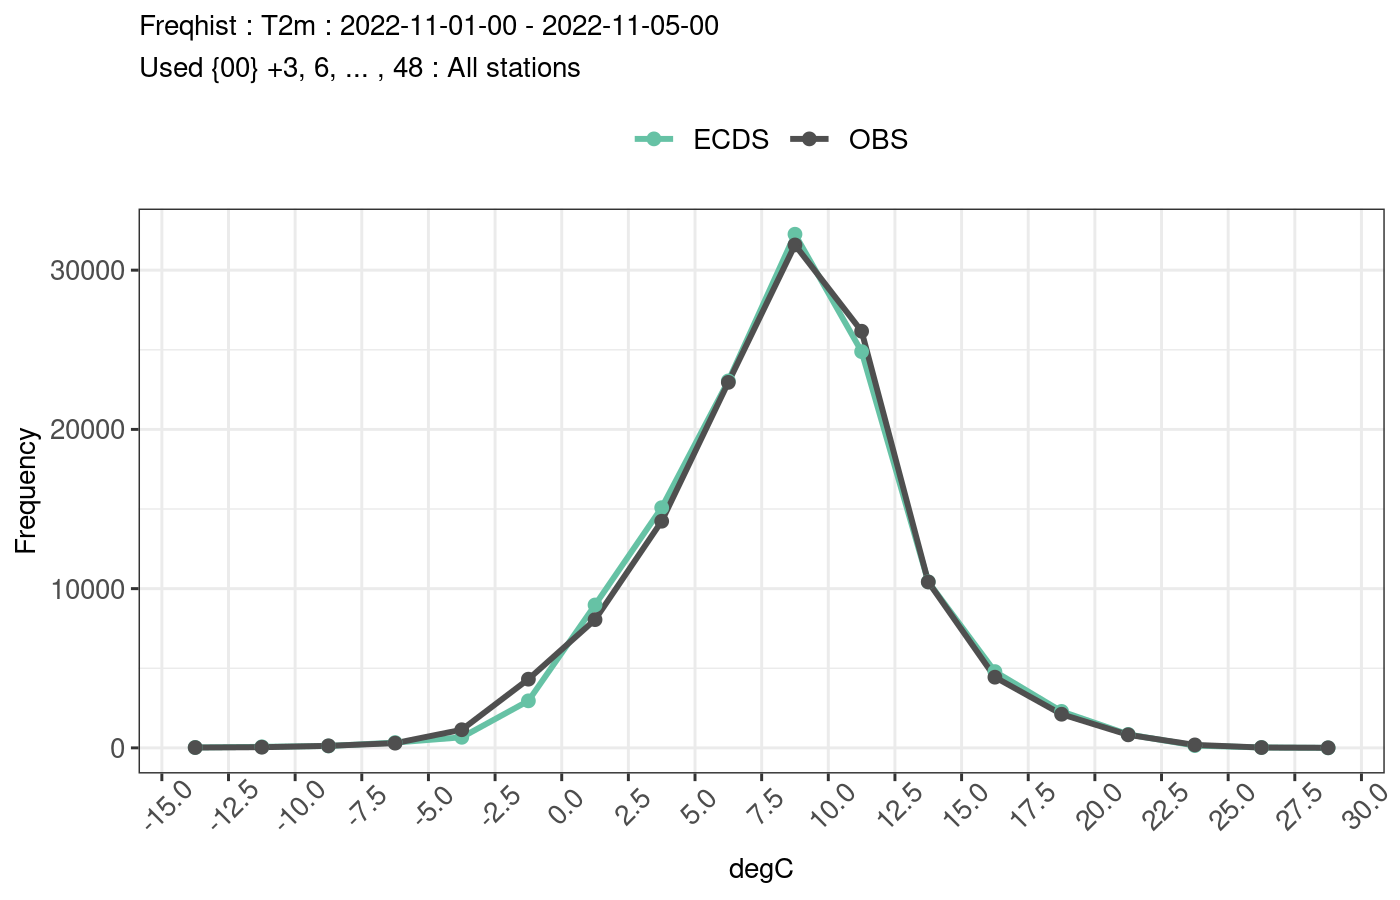 Freqhist : T2m : 2022-11-01-00 - 2022-11-05-00
Used {00} +3, 6, ... , 48 : All stations
ECDS OBS
Frequency
30000
20000
10000
0
-15.0 -12.5 -10.0 -7.5 -5.0 -2.5 0.0 2.5 5.0 7.5 10.0 12.5 15.0 17.5 20.0 22.5 25.0 27.5 30.0
degC